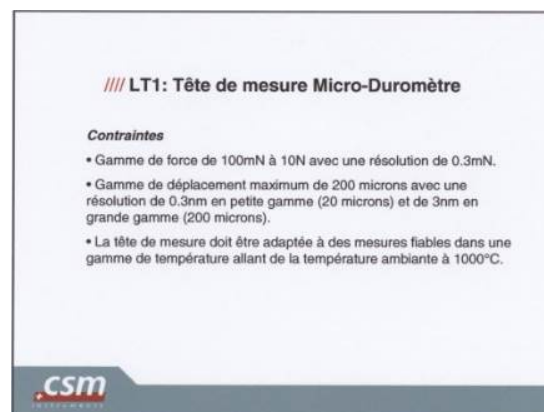 //// LT1: Tête de mesure Micro-Duromètre
Contraintes
• Gamme de force de 100mN à 10N avec une résolution de 0.3mN.
• Gamme de déplacement maximum de 200 microns avec une
résolution de 0.3nm en petite gamme (20 microns) et de 3nm en
grande gamme (200 microns).
• La tête de mesure doit être adaptée à des mesures fiables dans une
gamme de température allant de la température ambiante à 1000°C.
csm
instruments